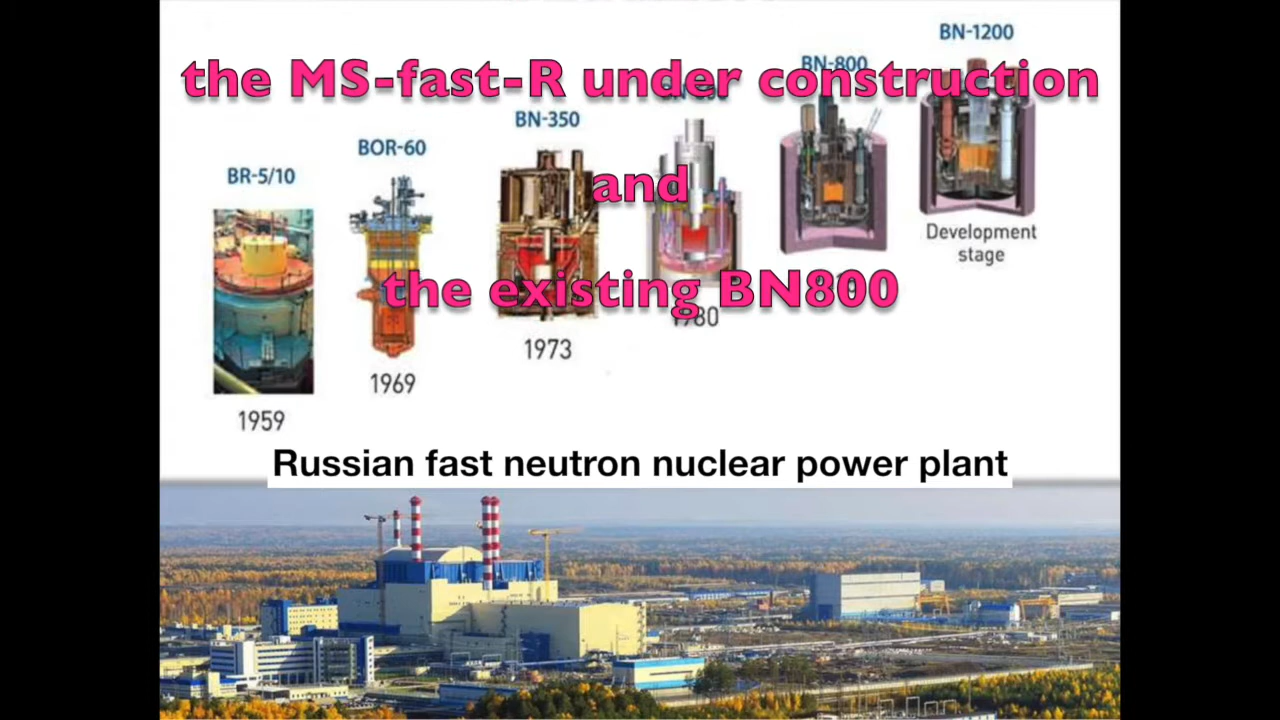 BN-1200
BN-800
the MS-fast-R under construction
BN-350
BOR-60
BR-5/10
and
Development
stage
the existing BN800
1980
1973
1969
1959
Russian fast neutron nuclear power plant